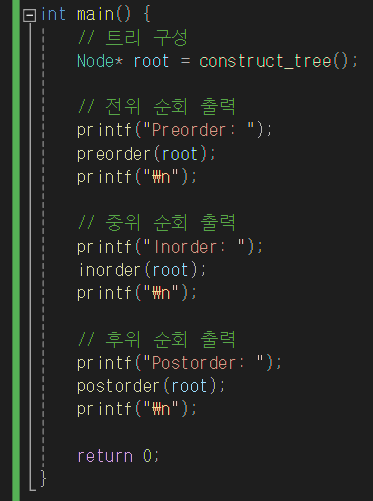 int main() {
// 트리 구성
Node* root = construct_tree();
// 전위 순회 출력
printf("Preorder: ");
preorder(root);
printf("₩n");
// 중위 순회 출력
printf("Inorder: ");
inorder(root);
printf("₩n");
// 후위 순회 출력
printf("Postorder: ");
postorder(root);
printf("₩n");
return 0;
}